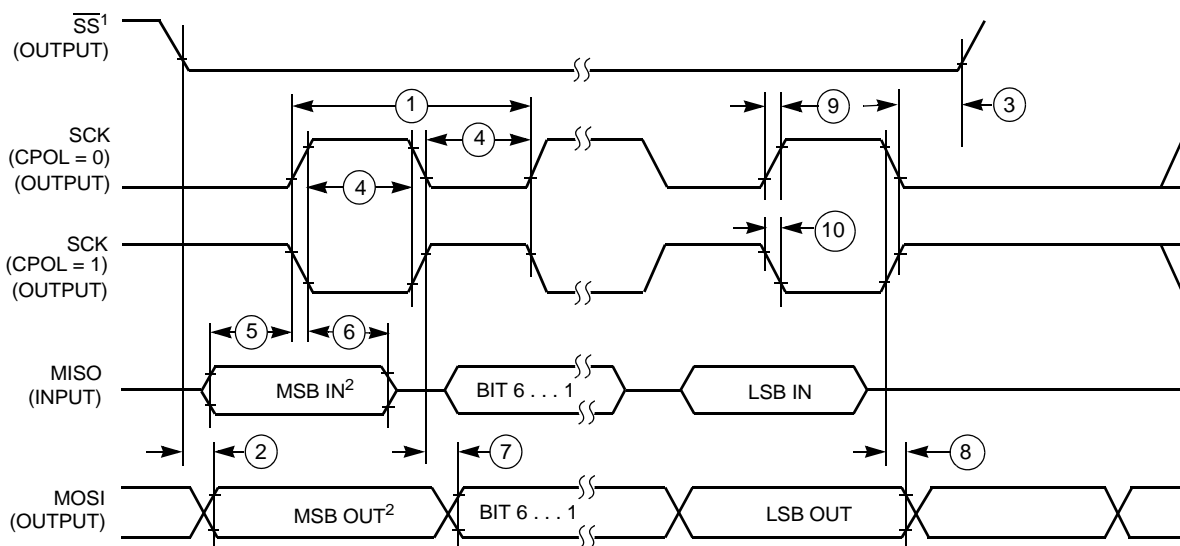 SS¹
(OUTPUT)
1
9
3
SCK
(CPOL = 0)
(OUTPUT)
4
4
SCK
(CPOL = 1)
(OUTPUT)
10
5
6
MISO
(INPUT)
MSB IN²
BIT 6 . . . 1
LSB IN
2
7
8
MOSI
(OUTPUT)
MSB OUT²
BIT 6 . . . 1
LSB OUT